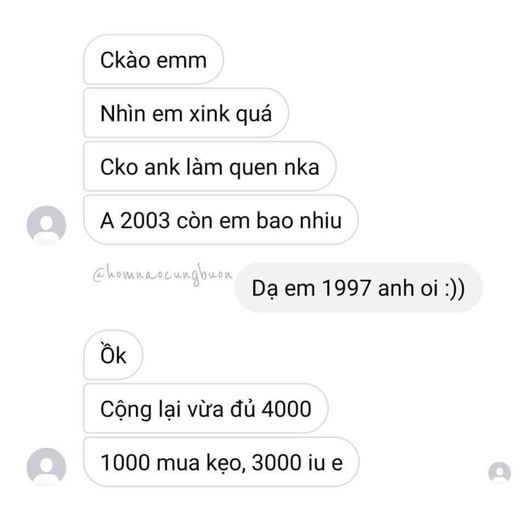 Ckào emm
Nhìn em xink quá
Cko ank làm quen nka
A 2003 còn em bao nhiu
@homnaocungbuon
Dạ em 1997 anh oi :))
Ồk
Cộng lại vừa đủ 4000
1000 mua kẹo, 3000 iu e